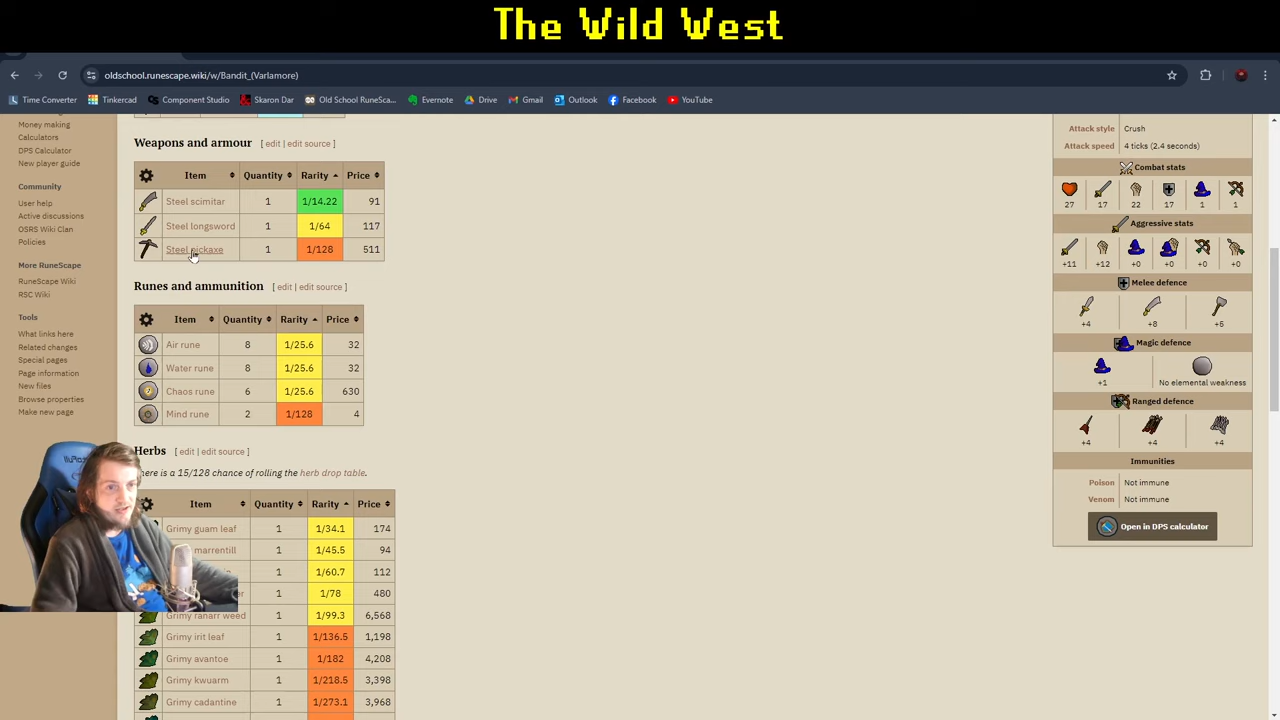 The Wild West
oldschool.runescape.wiki/w/Bandit_(Varlamore)
Time Converter Tinkercad Component Studio Skaron Dar Old School RuneSca... Evernote Drive Gmail Outlook Facebook YouTube
Money making
Calculators
DPS Calculator
New player guide
Community
User help
Active discussions
OSRS Wiki Clan
Policies
More RuneScape
RuneScape Wiki
RSC Wiki
Tools
What links here
Related changes
Special pages
Page information
New files
Browse properties
Make new page
Weapons and armour [ edit | edit source ]
Item Quantity Rarity Price
Steel scimitar 1 1/14.22 91
Steel longsword 1 1/64 117
Steel pickaxe 1 1/128 511
Runes and ammunition [ edit | edit source ]
Item Quantity Rarity Price
Air rune 8 1/25.6 32
Water rune 8 1/25.6 32
Chaos rune 6 1/25.6 630
Mind rune 2 1/128 4
Herbs [ edit | edit source ]
here is a 15/128 chance of rolling the herb drop table.
Item Quantity Rarity Price
Grimy guam leaf 1 1/34.1 174
marrentill 1 1/45.5 94
1 1/60.7 112
1 1/78 480
Grimy ranarr weed 1 1/99.3 6,568
Grimy irit leaf 1 1/136.5 1,198
Grimy avantoe 1 1/182 4,208
Grimy kwuarm 1 1/218.5 3,398
Grimy cadantine 1 1/273.1 3,968
Attack style Crush
Attack speed 4 ticks (2.4 seconds)
Combat stats
27 17 22 17 1 1
Aggressive stats
+11 +12 +0 +0 +0 +0
Melee defence
+4 +8 +5
Magic defence
+1 No elemental weakness
Ranged defence
+4 +4 +4
Immunities
Poison Not immune
Venom Not immune
Open in DPS calculator